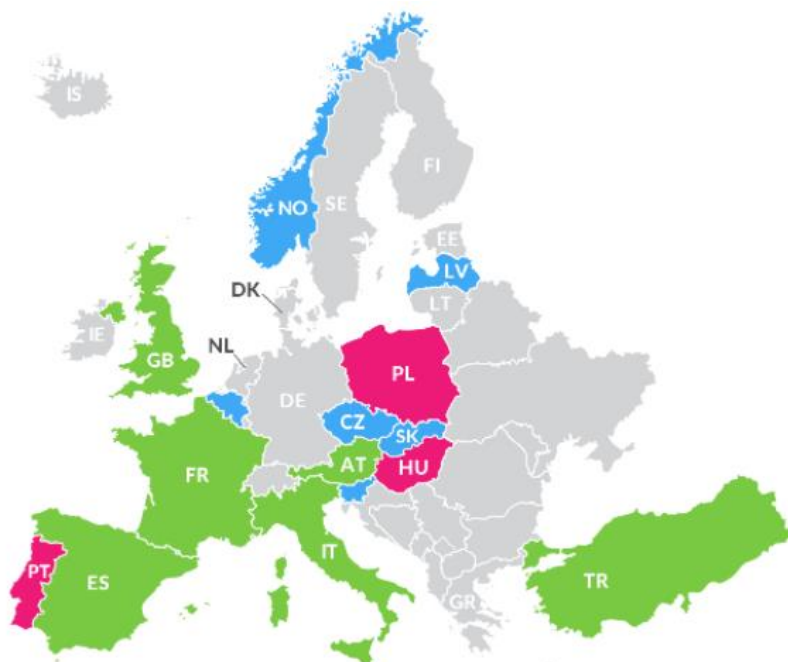 IS
FI
NO
SE
EE
LV
DK
LT
IE
GB
NL
PL
DE
CZ
SK
FR
AT
HU
IT
PT
ES
TR
GR